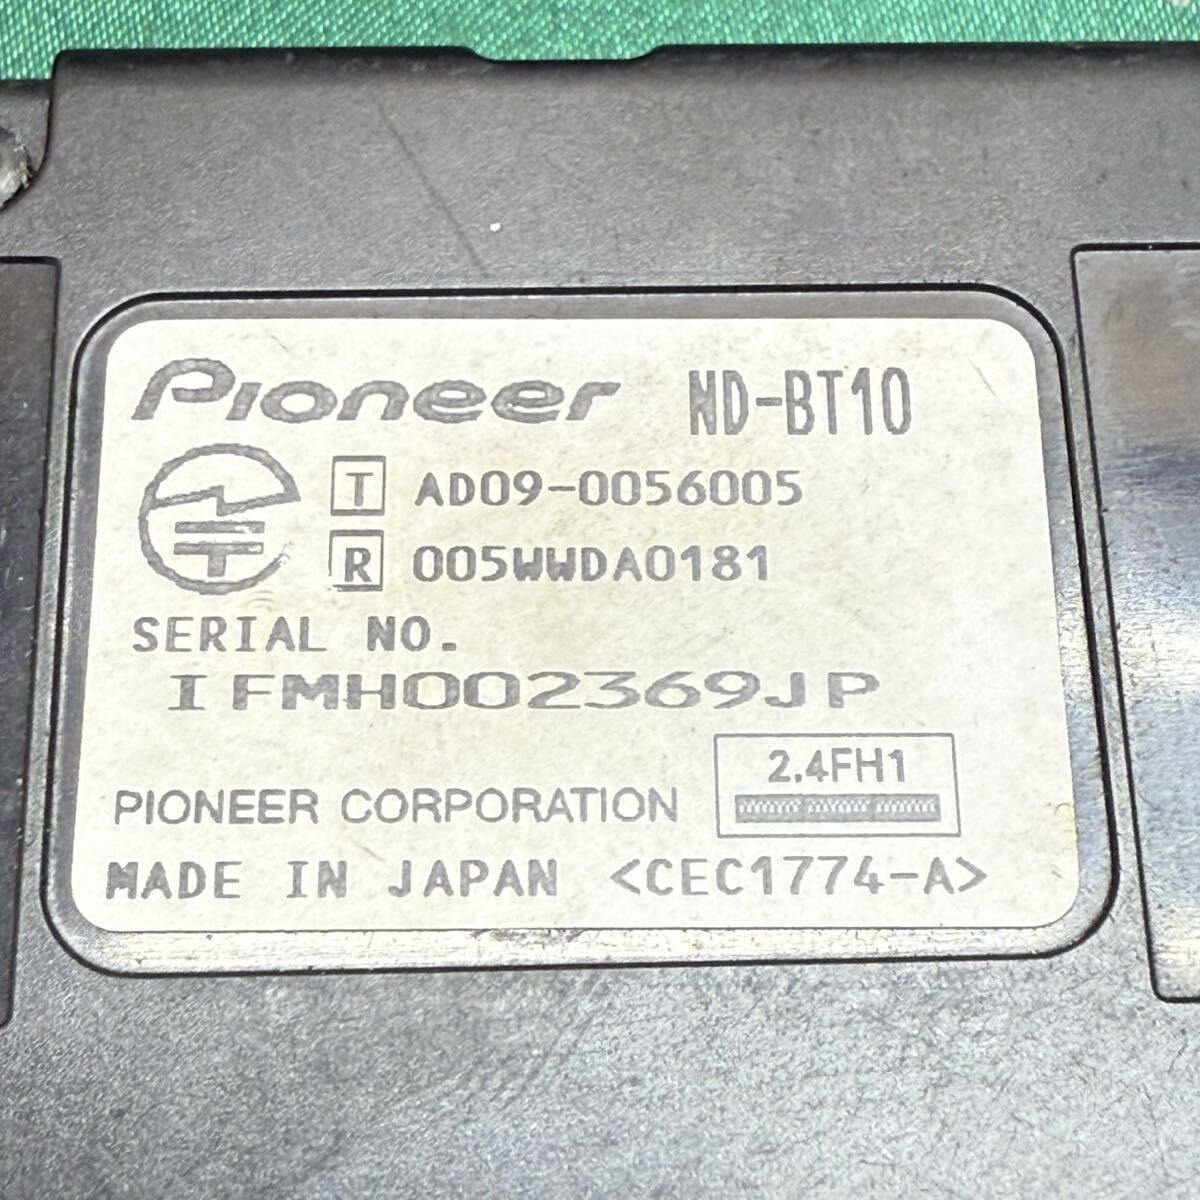 Pioneer ND-BT10
T AD09-0056005
R 005WWDA0181
SERIAL NO.
IFMH002369JP
2.4FH1
PIONEER CORPORATION
MADE IN JAPAN <CEC1774-A>